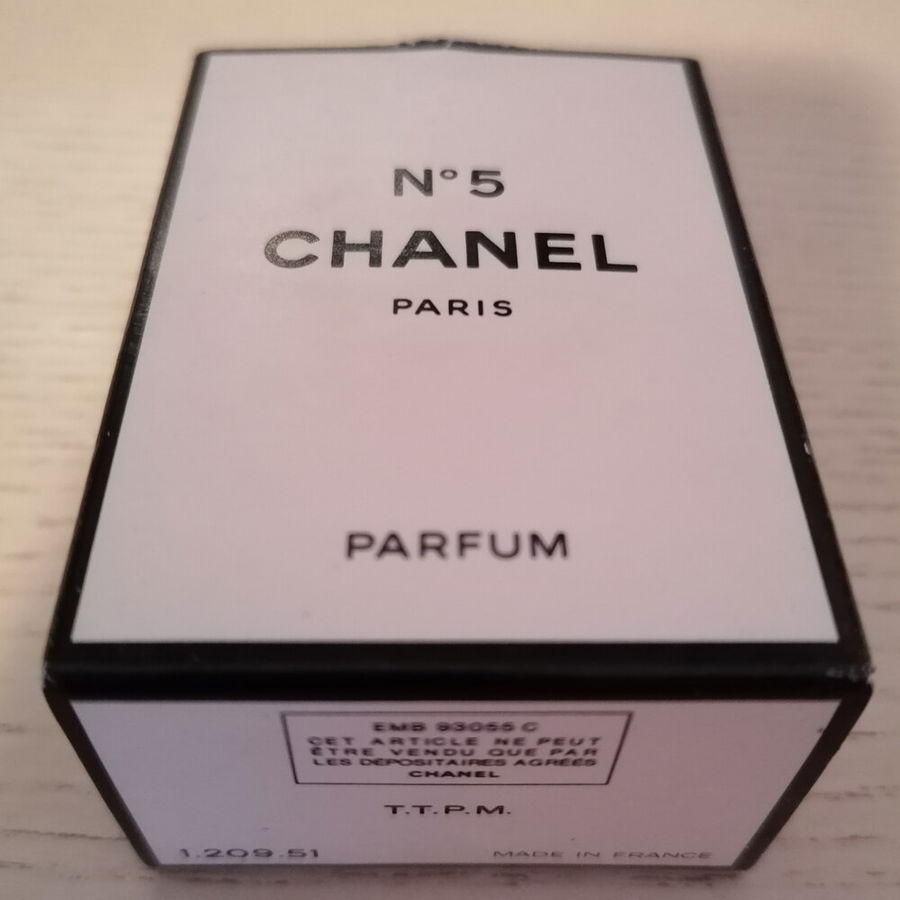 N° 5
CHANEL
PARIS
PARFUM
EMB 93055 C
CET ARTICLE NE PEUT
ÊTRE VENDU QUE PAR
LES DÉPOSITAIRES AGRÉÉS
CHANEL
T.T.P.M.
1.209.51
MADE IN FRANCE